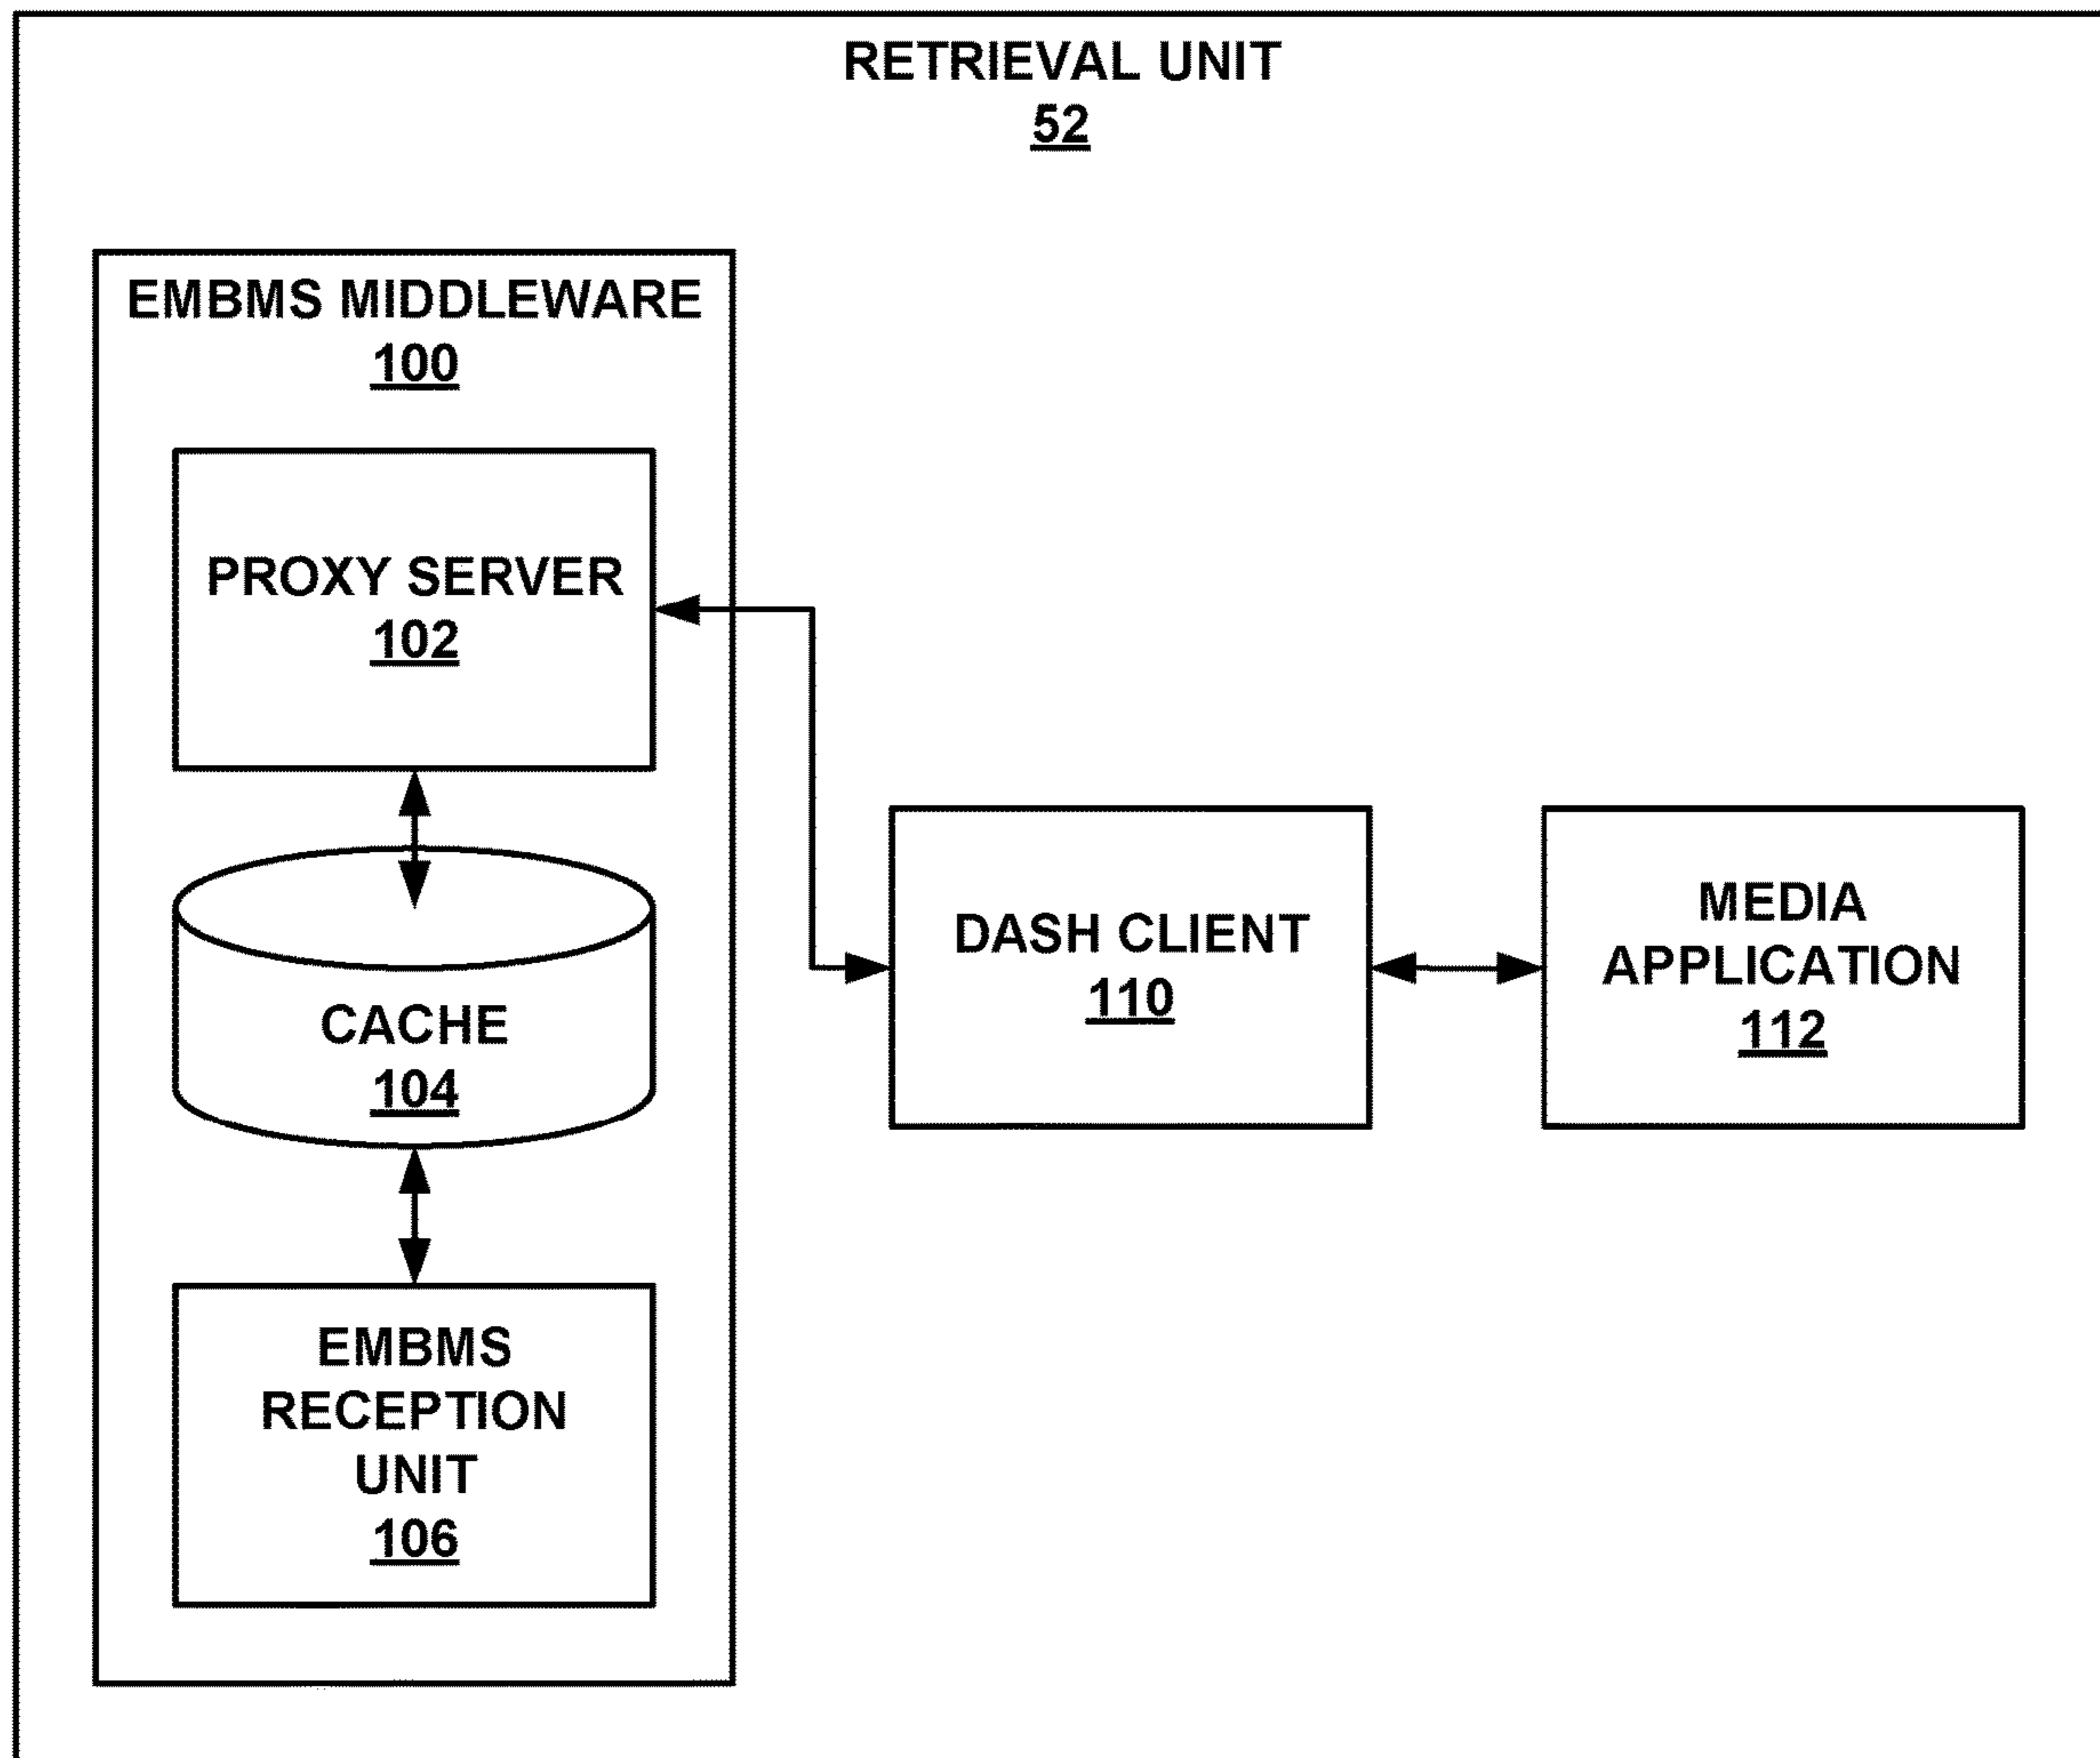 RETRIEVAL UNIT
52
EMBMS MIDDLEWARE
100
PROXY SERVER
102
CACHE
104
EMBMS
RECEPTION
UNIT
106
DASH CLIENT
110
MEDIA
APPLICATION
112